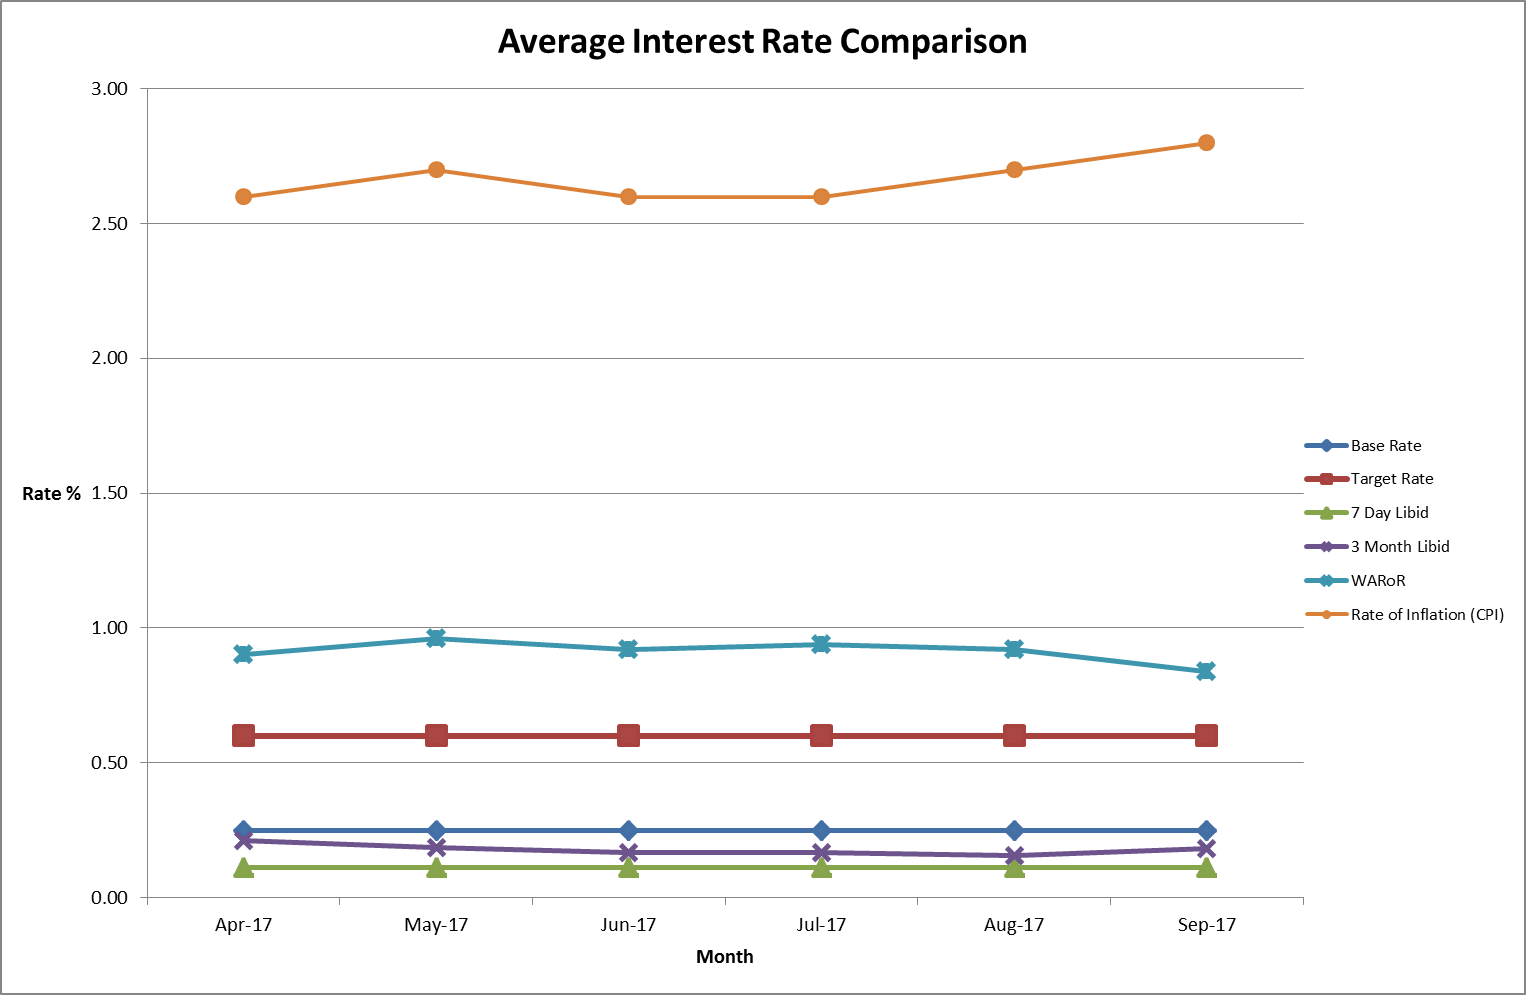 Average Interest Rate Comparison
3.00
2.50
2.00
Rate % 1.50
1.00
0.50
0.00
Apr-17 May-17 Jun-17 Jul-17 Aug-17 Sep-17
Month
Base Rate
Target Rate
7 Day Libid
3 Month Libid
WARoR
Rate of Inflation (CPI)